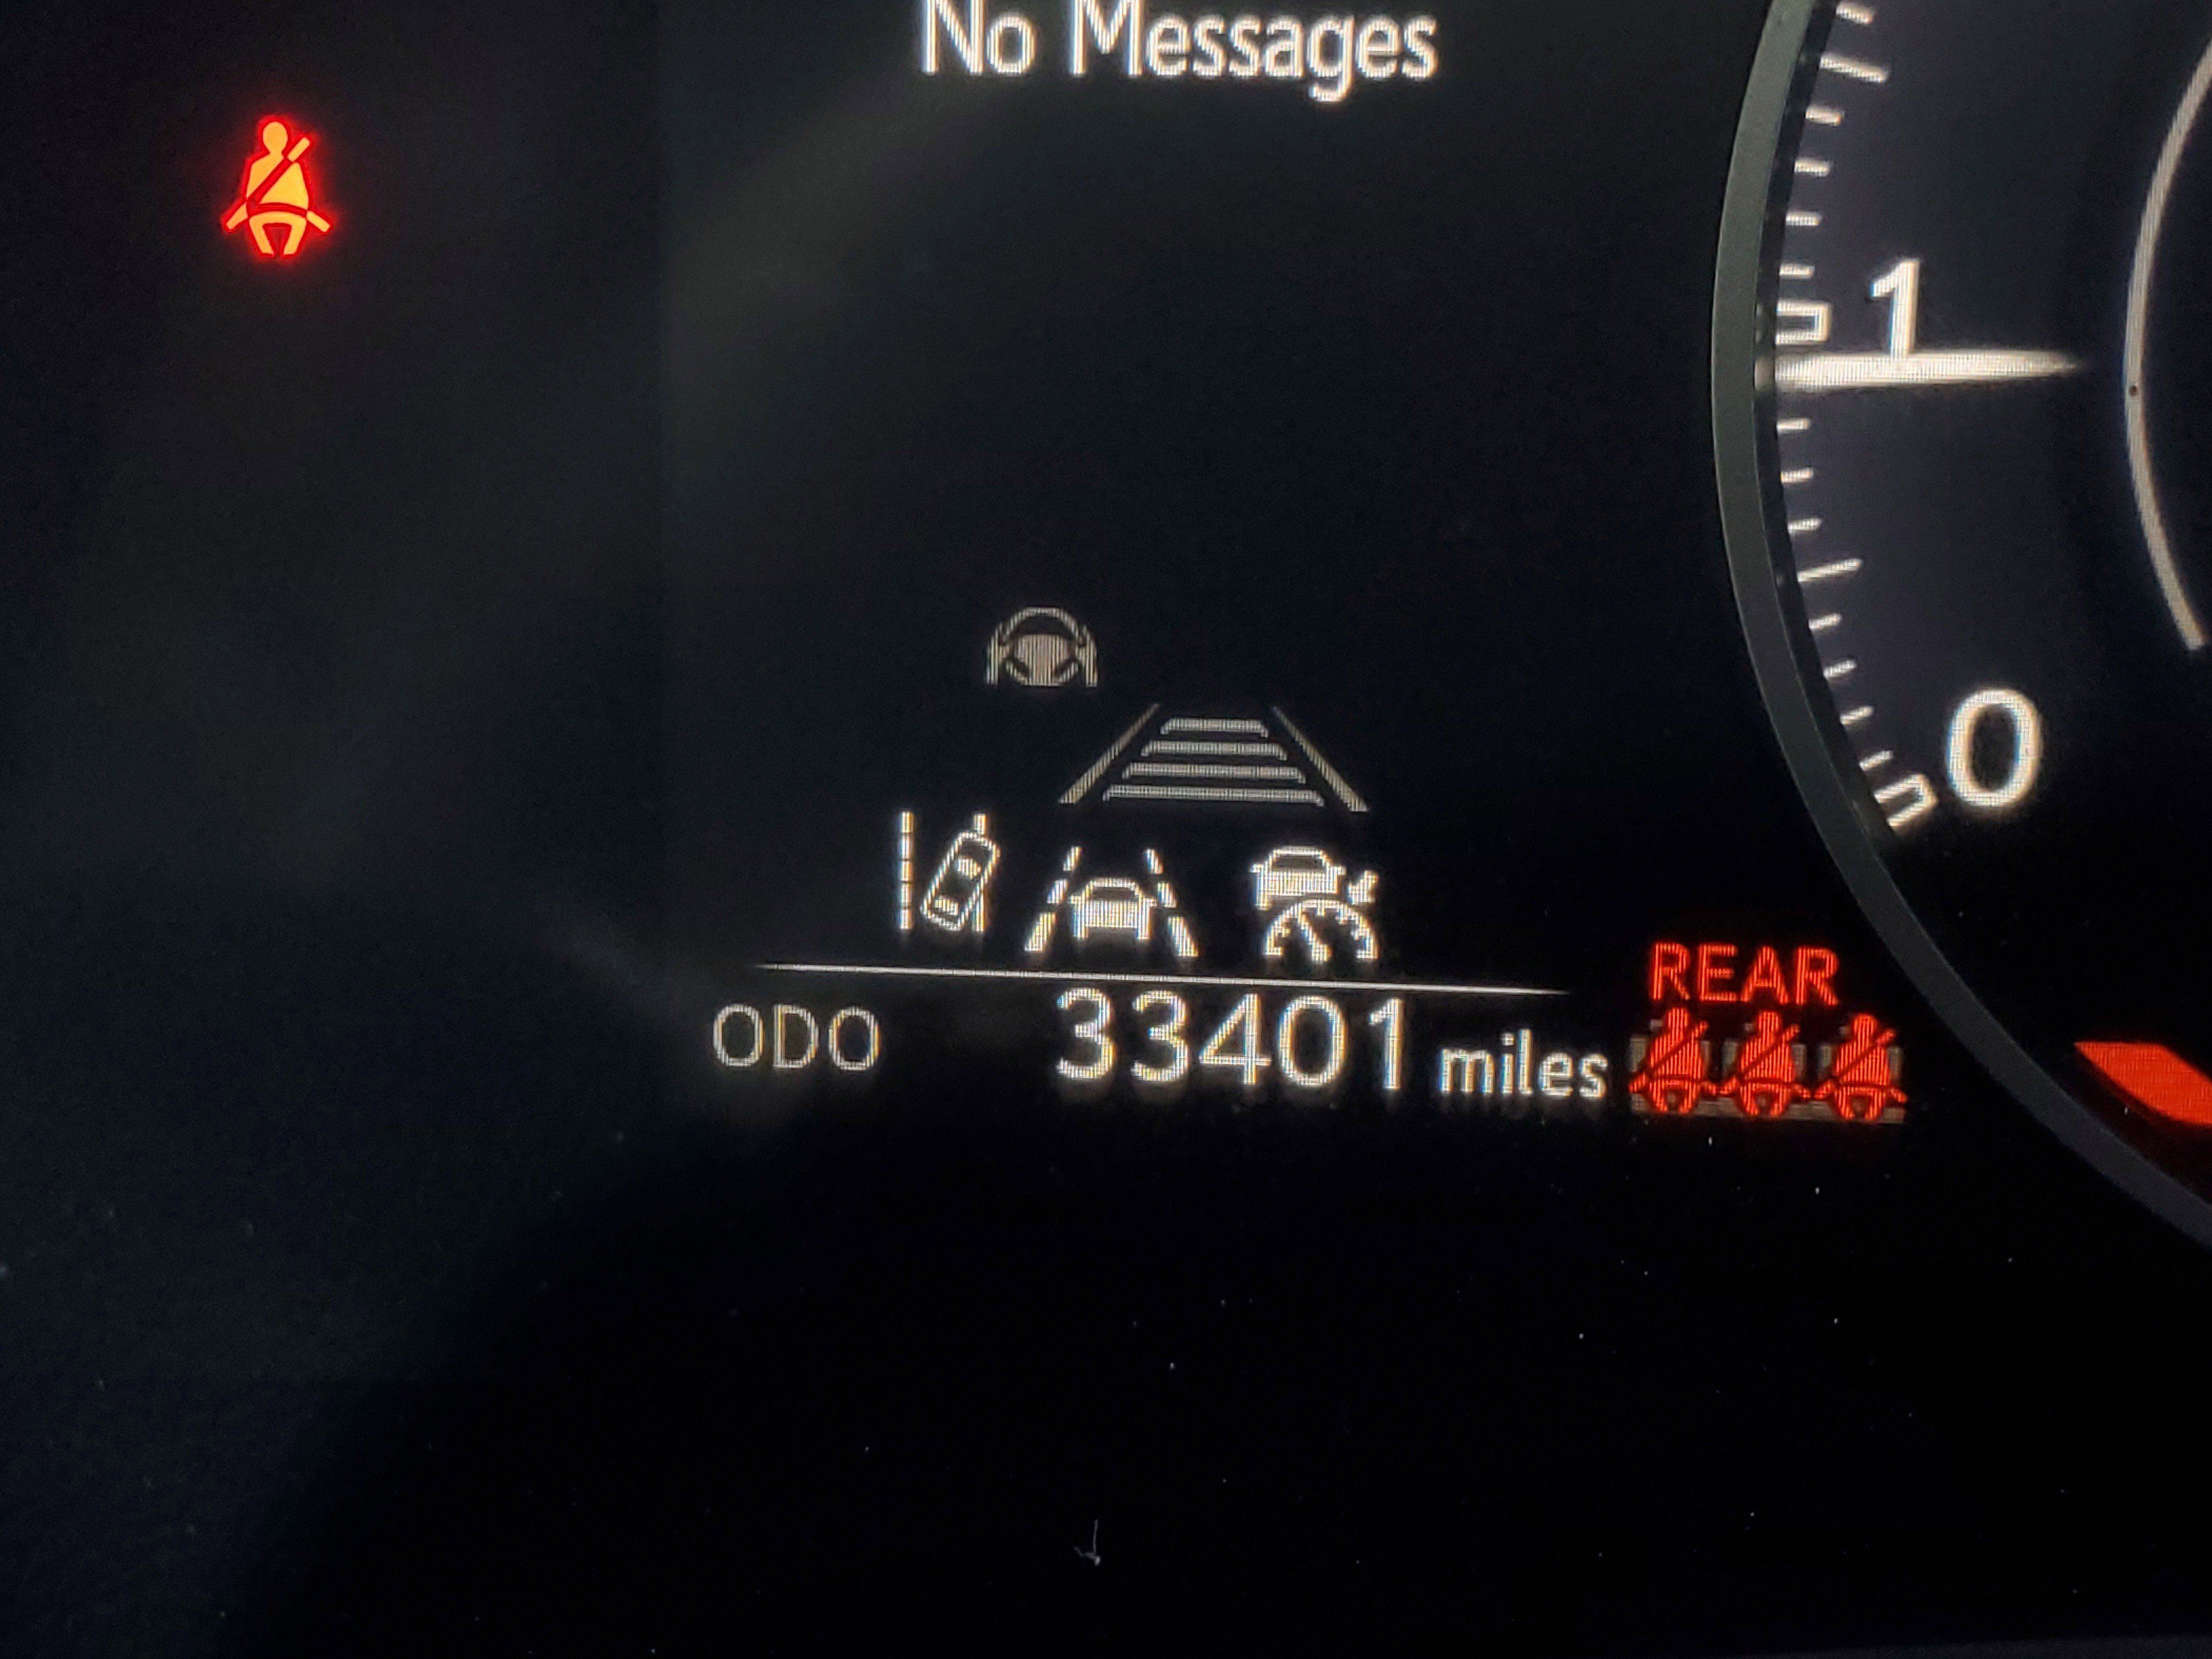 No Messages
1
0
REAR
ODO 33401 miles